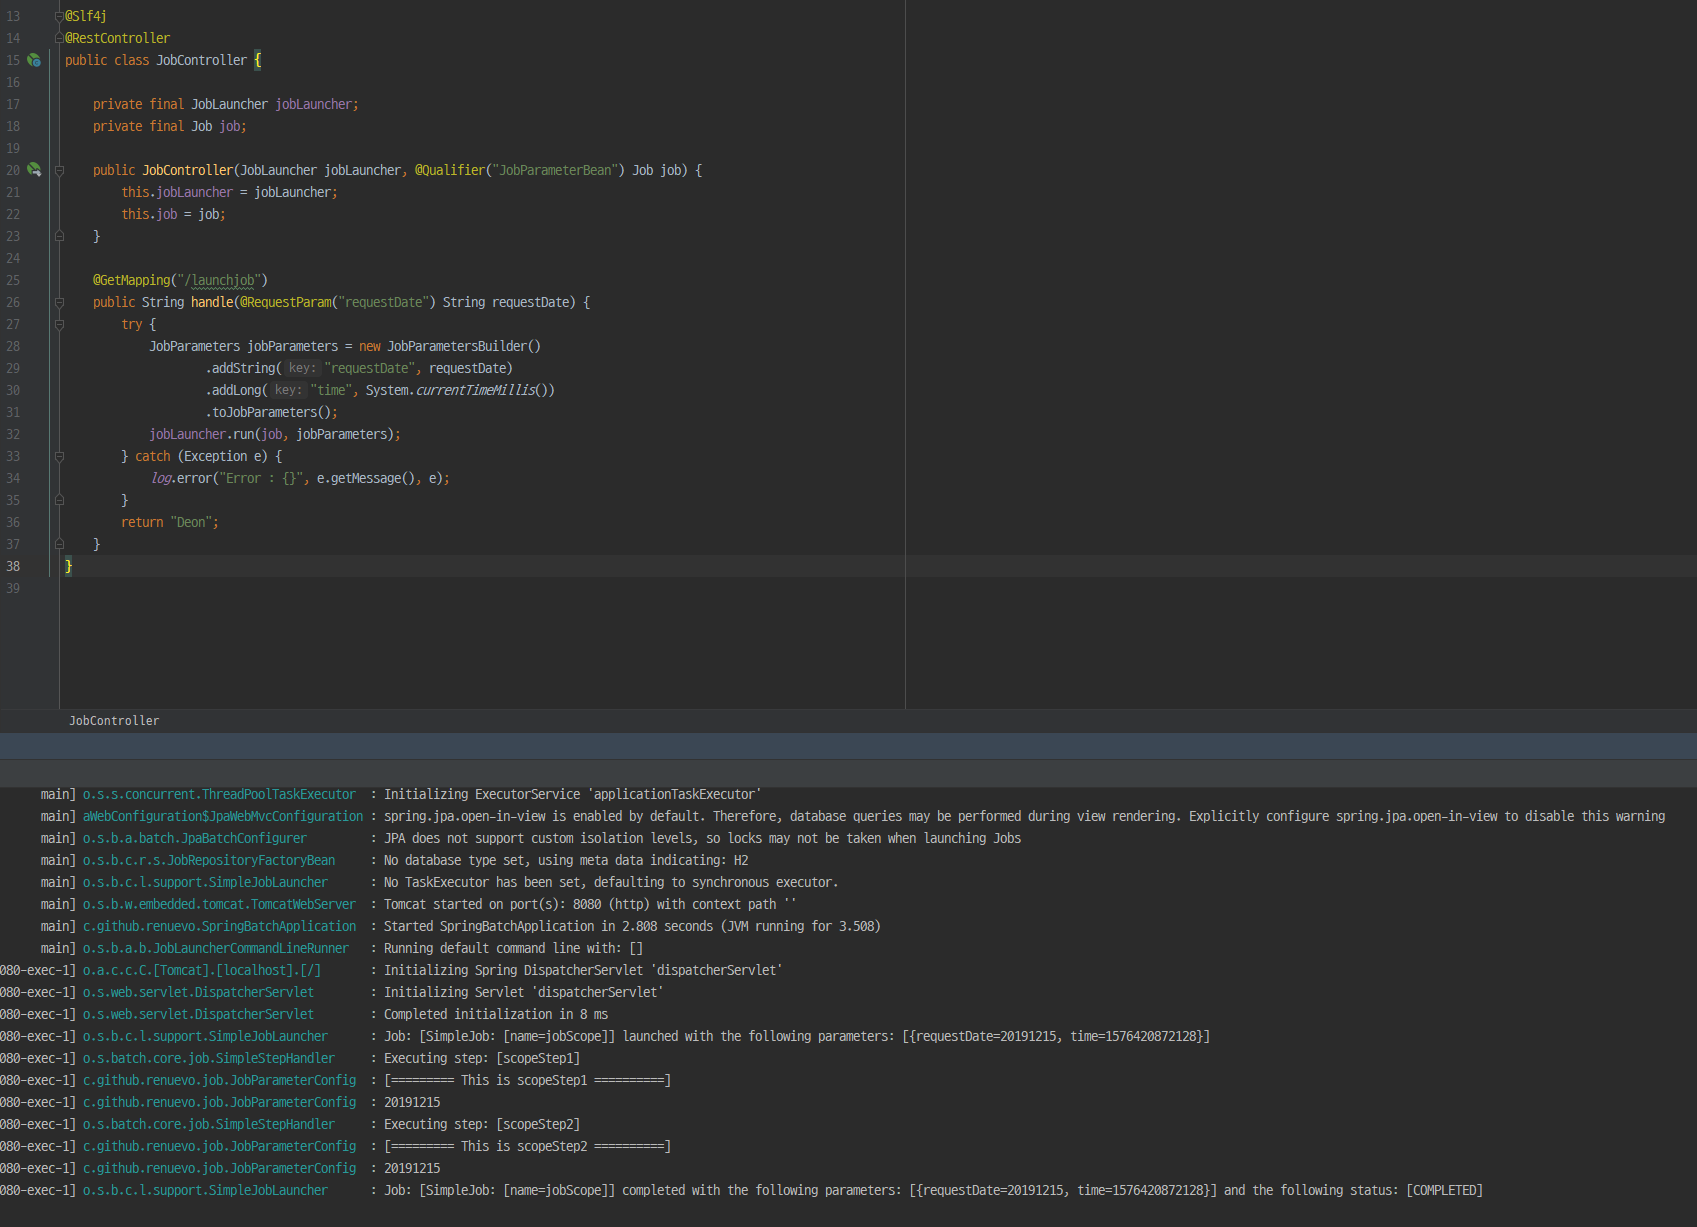 13 @Slf4j
14 @RestController
15 public class JobController {
16
17 private final JobLauncher jobLauncher;
18 private final Job job;
19
20 public JobController(JobLauncher jobLauncher, @Qualifier("JobParameterBean") Job job) {
21 this.jobLauncher = jobLauncher;
22 this.job = job;
23 }
24
25 @GetMapping("/launchjob")
26 public String handle(@RequestParam("requestDate") String requestDate) {
27 try {
28 JobParameters jobParameters = new JobParametersBuilder()
29 .addString( key: "requestDate", requestDate)
30 .addLong( key: "time", System.currentTimeMillis())
31 .toJobParameters();
32 jobLauncher.run(job, jobParameters);
33 } catch (Exception e) {
34 log.error("Error : {}", e.getMessage(), e);
35 }
36 return "Deon";
37 }
38 }
39
JobController
main] o.s.s.concurrent.ThreadPoolTaskExecutor : Initializing ExecutorService 'applicationTaskExecutor'
main] aWebConfiguration$JpaWebMvcConfiguration : spring.jpa.open-in-view is enabled by default. Therefore, database queries may be performed during view rendering. Explicitly configure spring.jpa.open-in-view to disable this warning
main] o.s.b.a.batch.JpaBatchConfigurer : JPA does not support custom isolation levels, so locks may not be taken when launching Jobs
main] o.s.b.c.r.s.JobRepositoryFactoryBean : No database type set, using meta data indicating: H2
main] o.s.b.c.l.support.SimpleJobLauncher : No TaskExecutor has been set, defaulting to synchronous executor.
main] o.s.b.w.embedded.tomcat.TomcatWebServer : Tomcat started on port(s): 8080 (http) with context path ''
main] c.github.renuevo.SpringBatchApplication : Started SpringBatchApplication in 2.808 seconds (JVM running for 3.508)
main] o.s.b.a.b.JobLauncherCommandLineRunner : Running default command line with: []
080-exec-1] o.a.c.c.C.[Tomcat].[localhost].[/] : Initializing Spring DispatcherServlet 'dispatcherServlet'
080-exec-1] o.s.web.servlet.DispatcherServlet : Initializing Servlet 'dispatcherServlet'
080-exec-1] o.s.web.servlet.DispatcherServlet : Completed initialization in 8 ms
080-exec-1] o.s.b.c.l.support.SimpleJobLauncher : Job: [SimpleJob: [name=jobScope]] launched with the following parameters: [{requestDate=20191215, time=1576420872128}]
080-exec-1] o.s.batch.core.job.SimpleStepHandler : Executing step: [scopeStep1]
080-exec-1] c.github.renuevo.job.JobParameterConfig : [========= This is scopeStep1 ==========]
080-exec-1] c.github.renuevo.job.JobParameterConfig : 20191215
080-exec-1] o.s.batch.core.job.SimpleStepHandler : Executing step: [scopeStep2]
080-exec-1] c.github.renuevo.job.JobParameterConfig : [========= This is scopeStep2 ==========]
080-exec-1] c.github.renuevo.job.JobParameterConfig : 20191215
080-exec-1] o.s.b.c.l.support.SimpleJobLauncher : Job: [SimpleJob: [name=jobScope]] completed with the following parameters: [{requestDate=20191215, time=1576420872128}] and the following status: [COMPLETED]